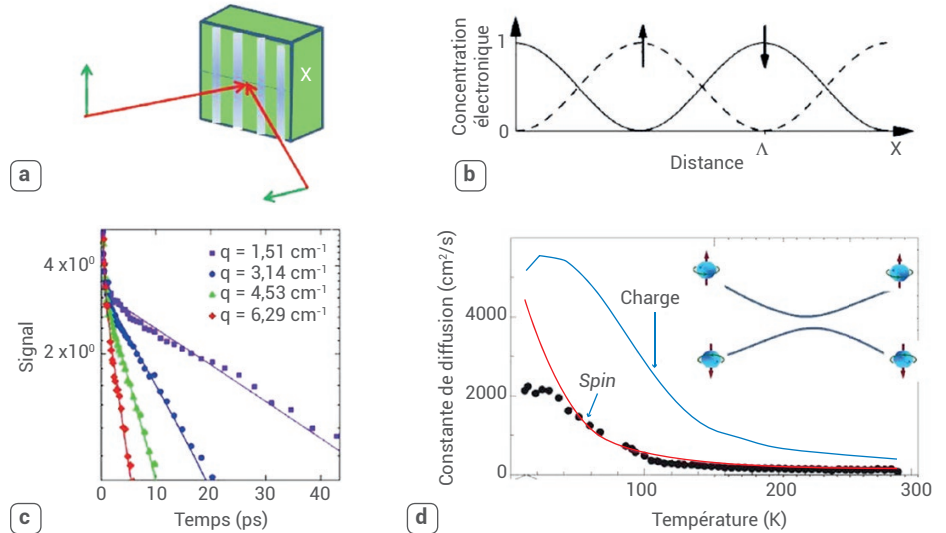 X
a
Concentration
électronique
1
0
Λ
X
Distance
b
Signal
4 x10⁰
2 x10⁰
q = 1,51 cm⁻¹
q = 3,14 cm⁻¹
q = 4,53 cm⁻¹
q = 6,29 cm⁻¹
0
10
20
30
40
Temps (ps)
c
Constante de diffusion (cm²/s)
4000
2000
0
Charge
Spin
100
200
300
Température (K)
d